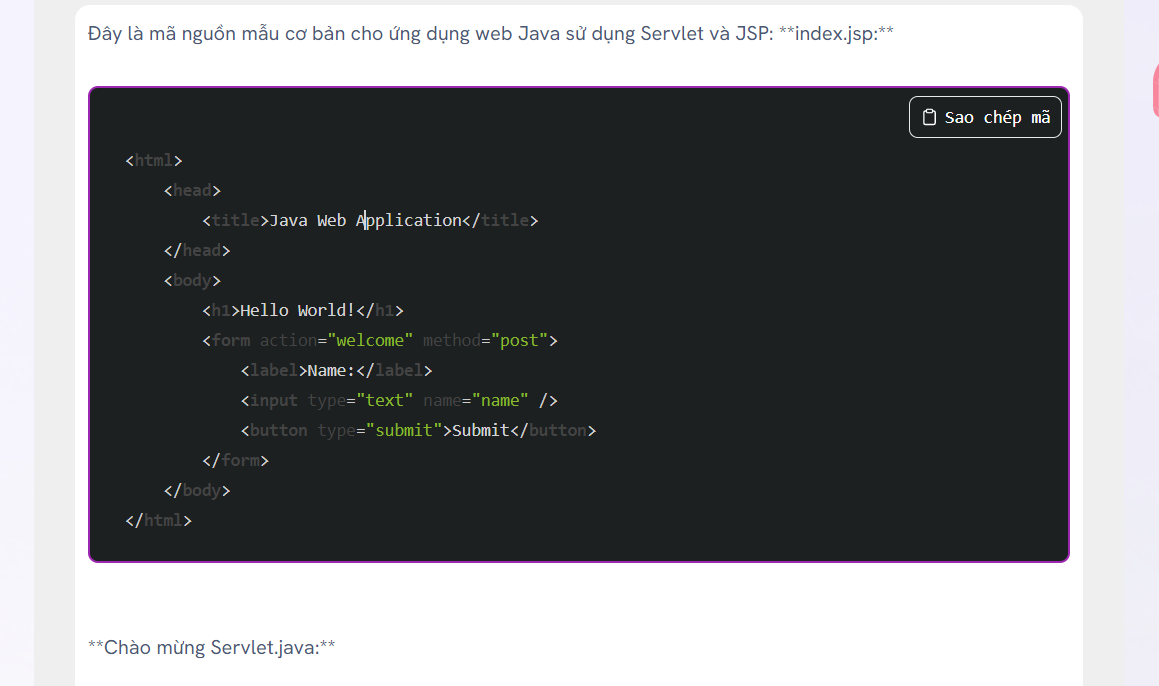 Đây là mã nguồn mẫu cơ bản cho ứng dụng web Java sử dụng Servlet và JSP: **index.jsp:**
Sao chép mã
<html>
    <head>
        <title>Java Web Application</title>
    </head>
    <body>
        <h1>Hello World!</h1>
        <form action="welcome" method="post">
            <label>Name:</label>
            <input type="text" name="name" />
            <button type="submit">Submit</button>
        </form>
    </body>
</html>
**Chào mừng Servlet.java:**